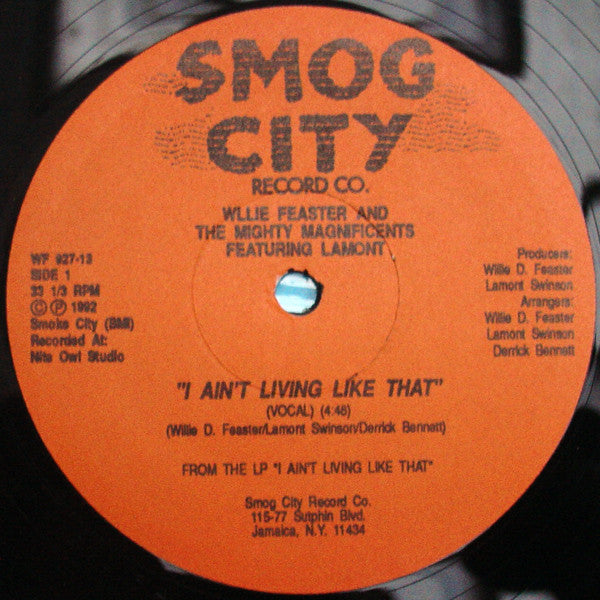 SMOG
CITY
RECORD CO.
WLLIE FEASTER AND
THE MIGHTY MAGNIFICENTS
FEATURING LAMONT
WF 927-13
SIDE 1
33 1/3 RPM
© ℗ 1992
Smoke City (BMI)
Recorded At:
Nite Owl Studio
Producers:
Willie D. Feaster
Lamont Swinson
Arrangers:
Willie D. Feaster
Lamont Swinson
Derrick Bennett
"I AIN'T LIVING LIKE THAT"
(VOCAL) (4:48)
(Willie D. Feaster/Lamont Swinson/Derrick Bennett)
FROM THE LP "I AIN'T LIVING LIKE THAT"
Smog City Record Co.
115-77 Sutphin Blvd.
Jamaica, N.Y. 11434